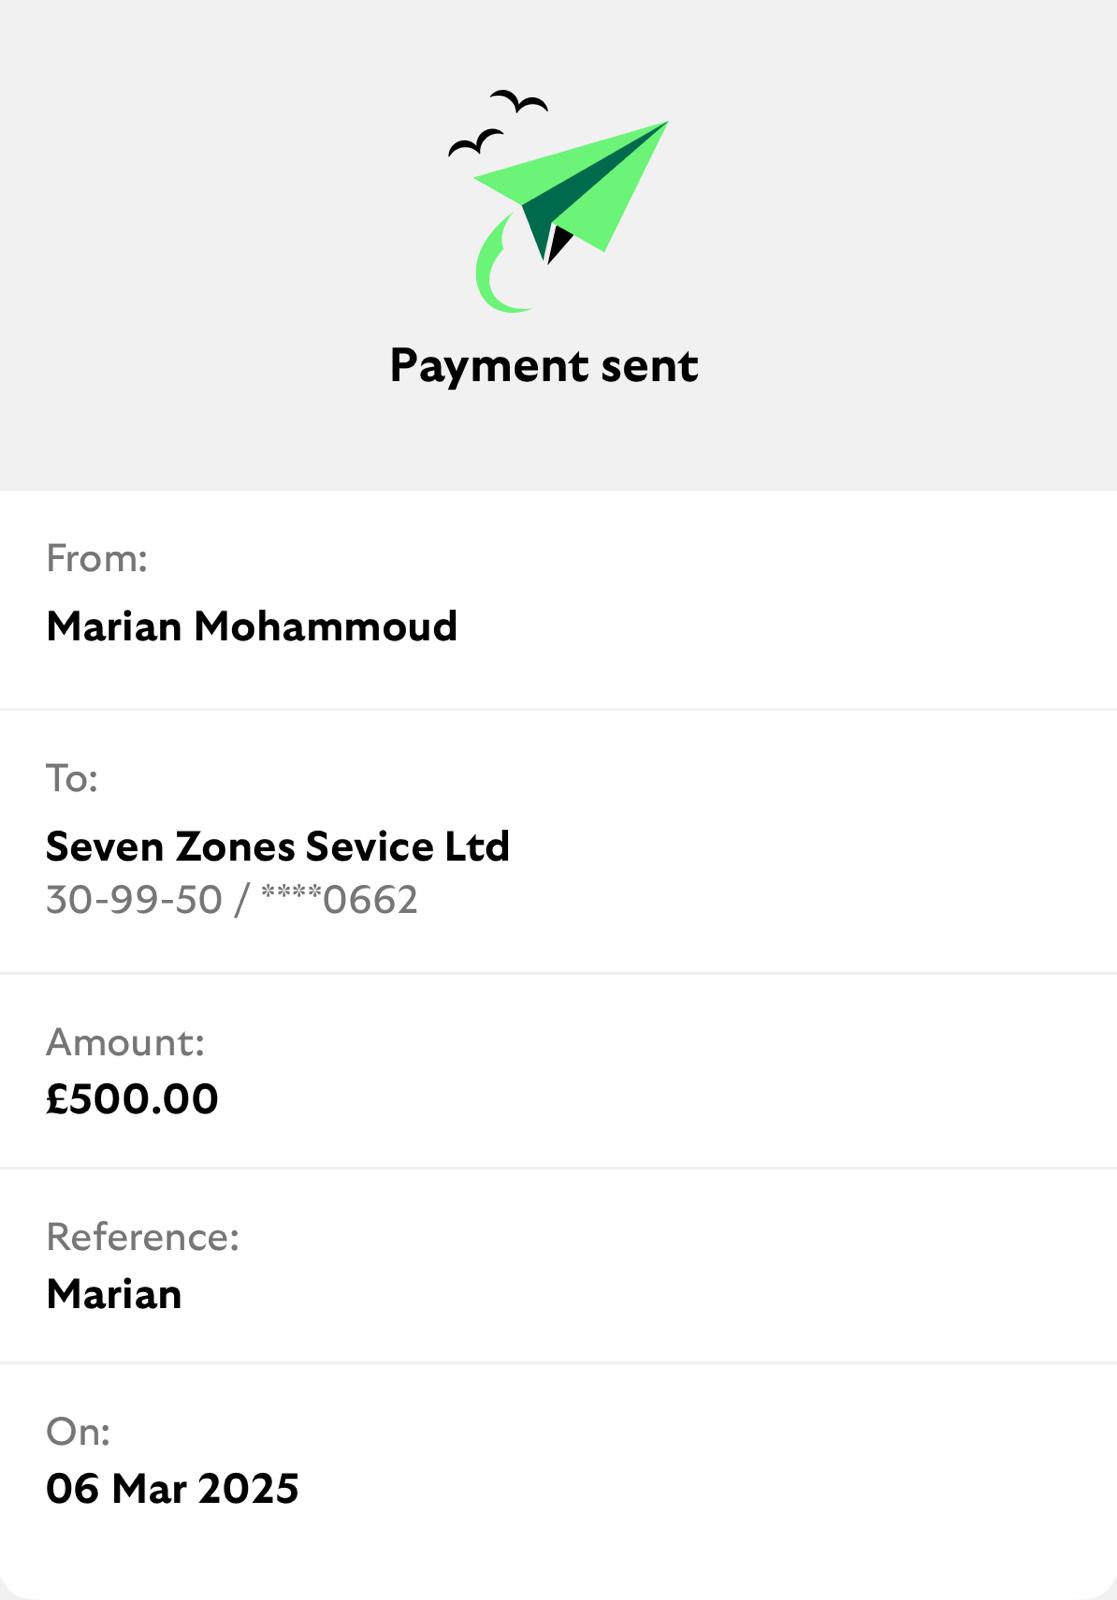 Payment sent
From:
Marian Mohammoud
To:
Seven Zones Sevice Ltd
30-99-50 / ****0662
Amount:
£500.00
Reference:
Marian
On:
06 Mar 2025